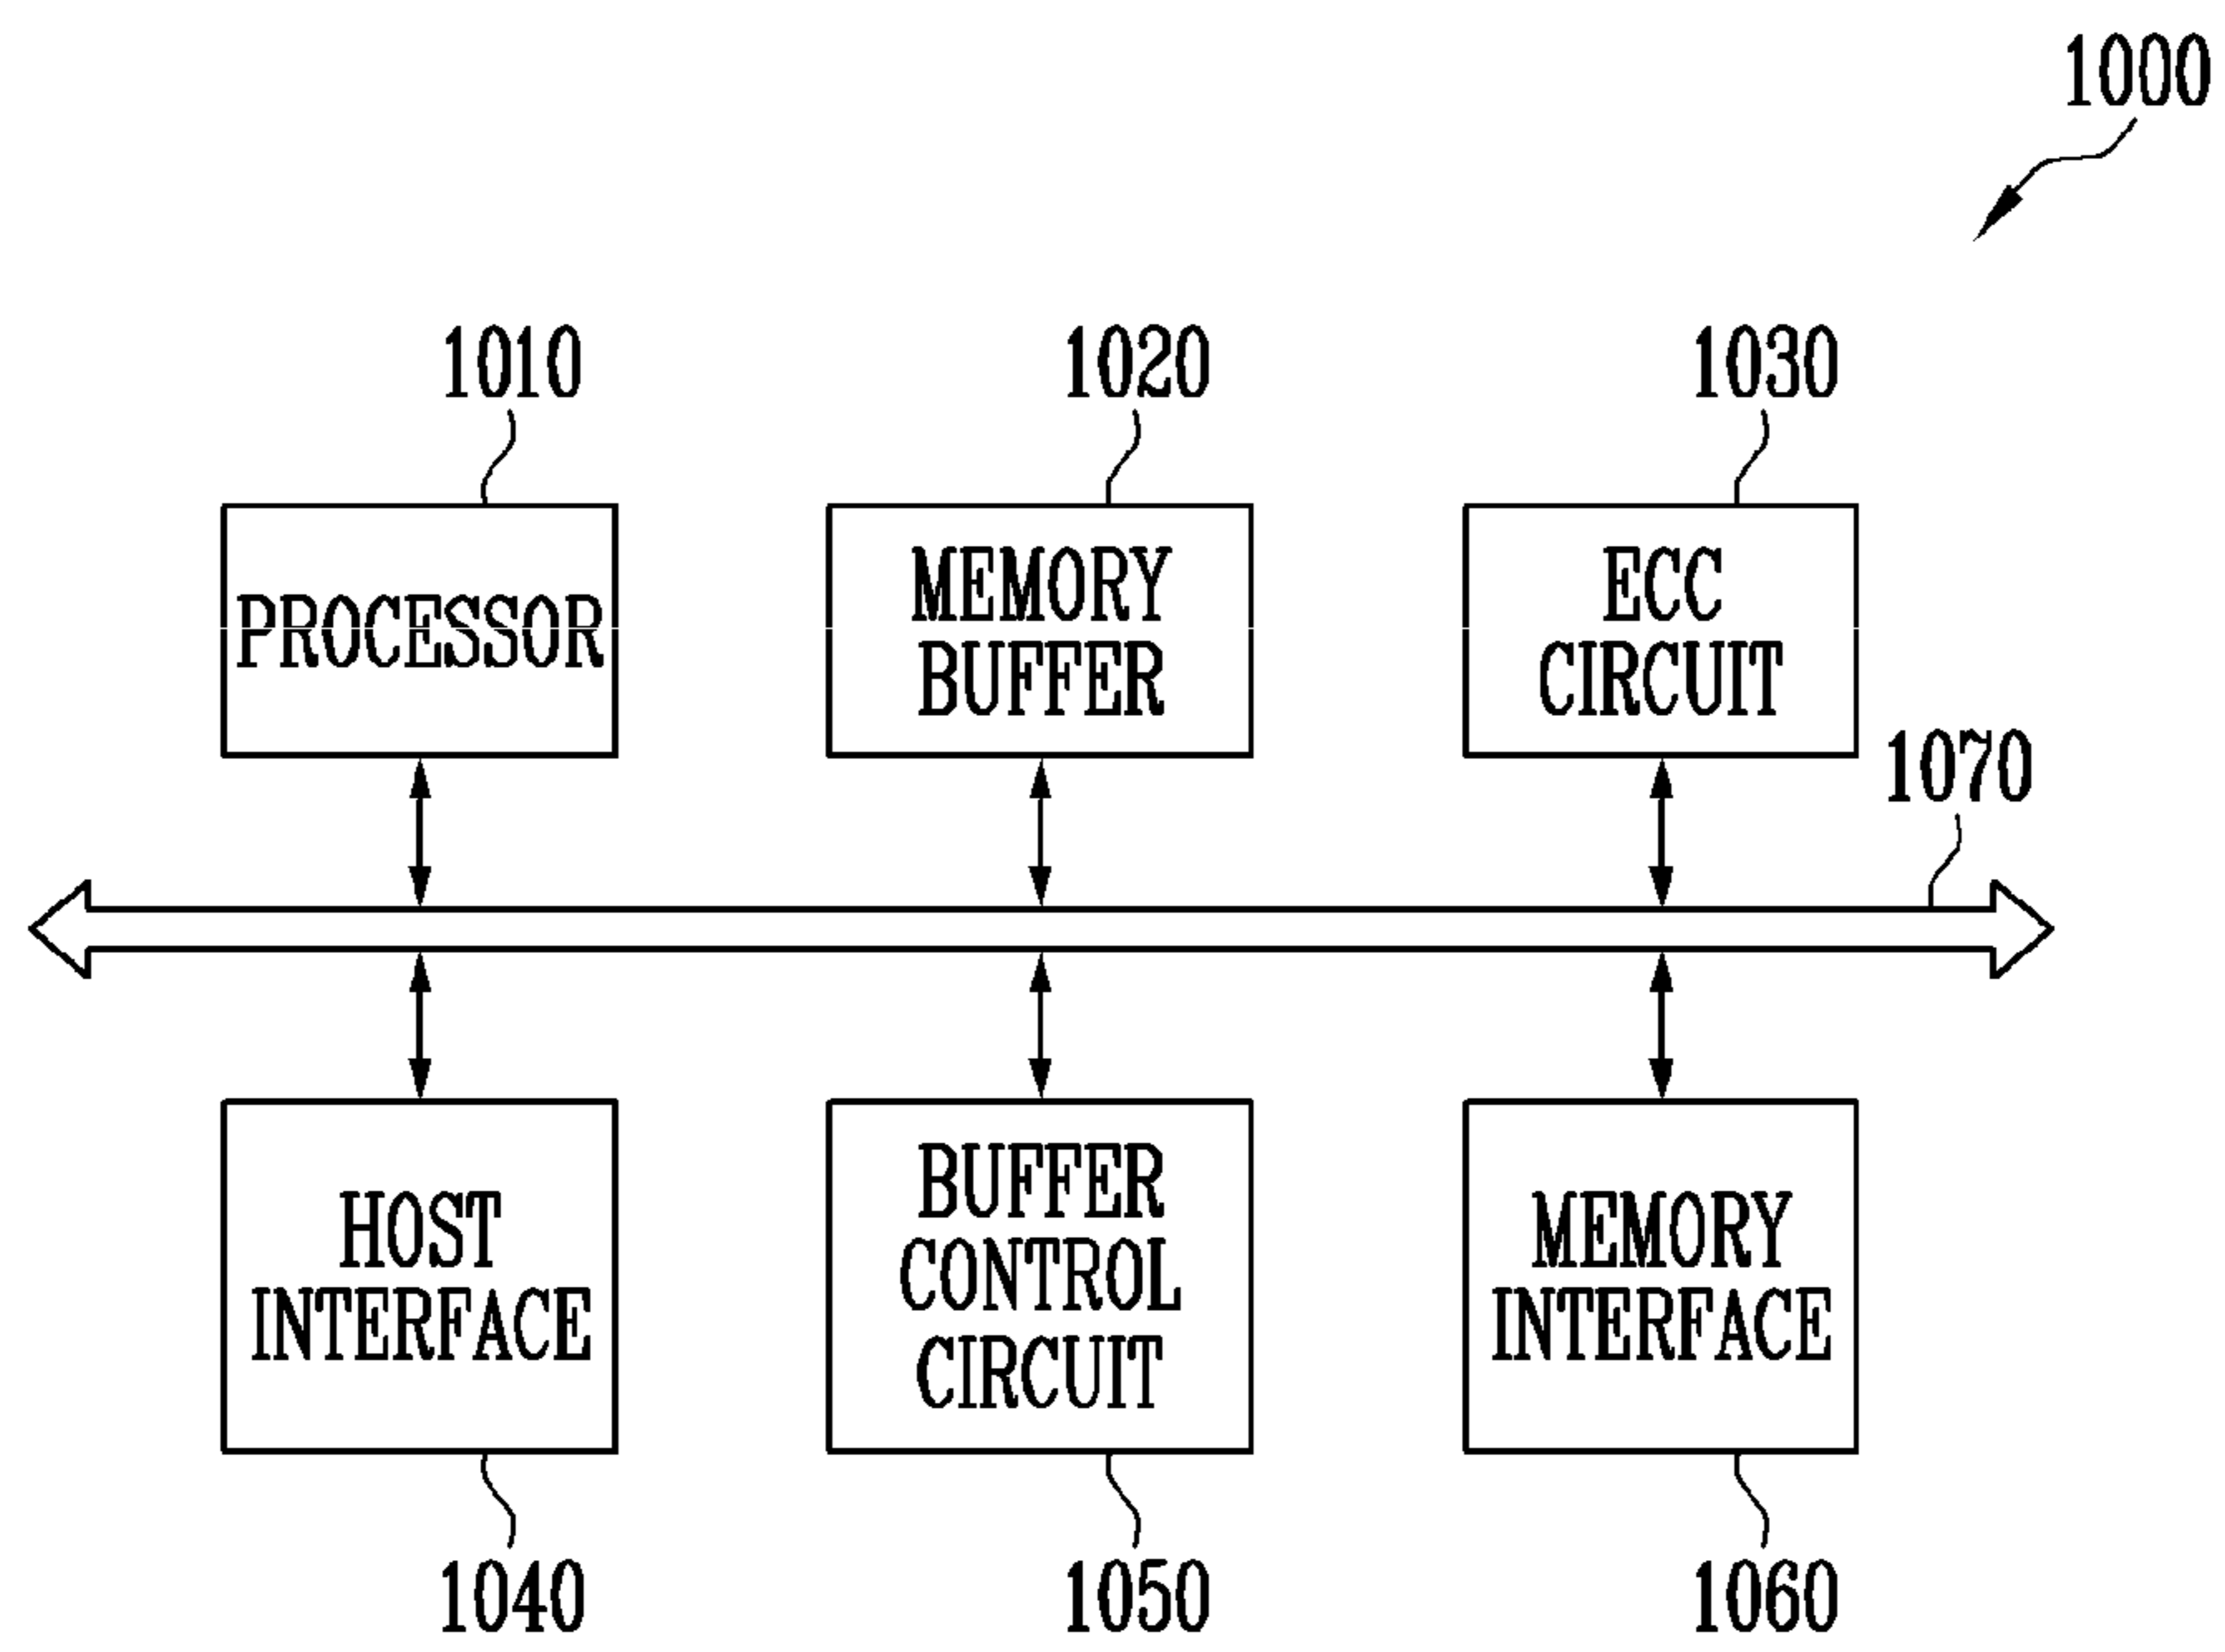 1000
1010
1020
1030
PROCESSOR
MEMORY
BUFFER
ECC
CIRCUIT
1070
HOST
INTERFACE
BUFFER
CONTROL
CIRCUIT
MEMORY
INTERFACE
1040
1050
1060